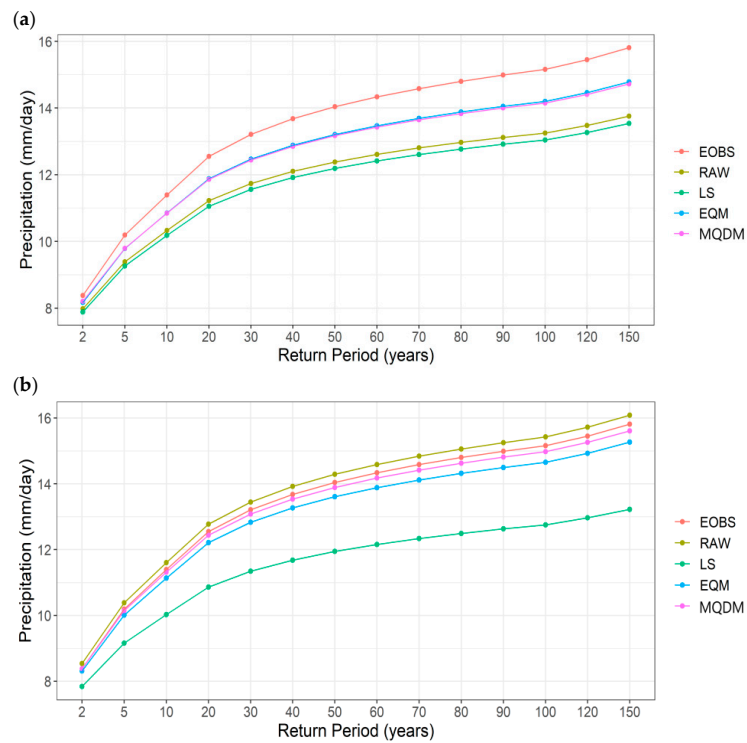 (a)
16
14
12
10
8
Precipitation (mm/day)
2 5 10 20 30 40 50 60 70 80 90 100 120 150
Return Period (years)
EOBS
RAW
LS
EQM
MQDM
(b)
16
14
12
10
8
Precipitation (mm/day)
2 5 10 20 30 40 50 60 70 80 90 100 120 150
Return Period (years)
EOBS
RAW
LS
EQM
MQDM